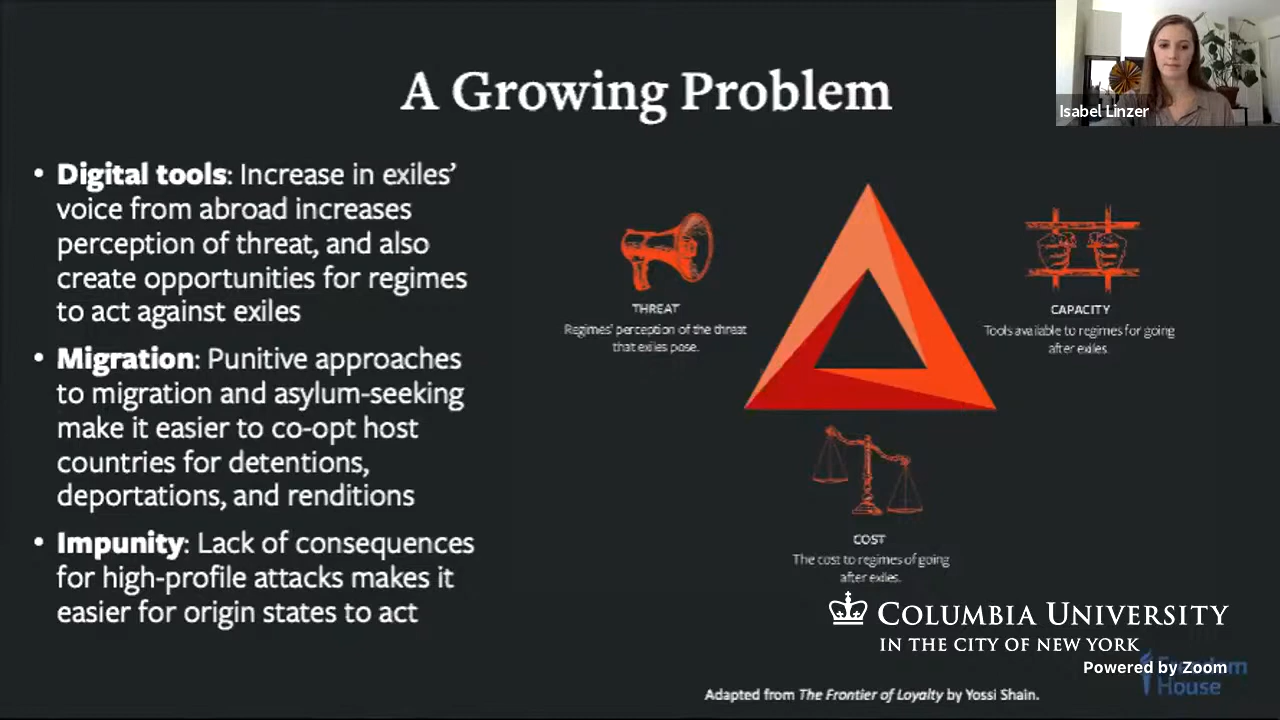 A Growing Problem
Isabel Linzer
• Digital tools: Increase in exiles’
voice from abroad increases
perception of threat, and also
create opportunities for regimes
to act against exiles
• Migration: Punitive approaches
to migration and asylum-seeking
make it easier to co-opt host
countries for detentions,
deportations, and renditions
• Impunity: Lack of consequences
for high-profile attacks makes it
easier for origin states to act
THREAT
Regimes' perception of the threat
that exiles pose.
CAPACITY
Tools available to regimes for going
after exiles.
COST
The cost to regimes of going
after exiles.
COLUMBIA UNIVERSITY
IN THE CITY OF NEW YORK
Powered by Zoom
Freedom
House
Adapted from The Frontier of Loyalty by Yossi Shain.